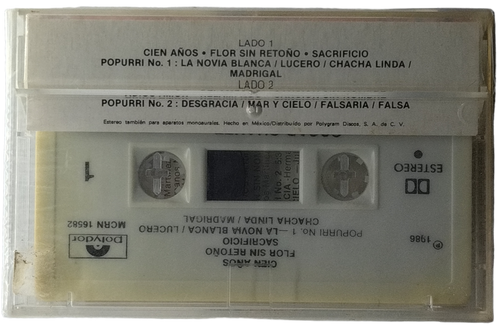 LADO 1
CIEN AÑOS • FLOR SIN RETOÑO • SACRIFICIO
POPURRI No. 1 : LA NOVIA BLANCA / LUCERO / CHACHA LINDA /
MADRIGAL
LADO 2
POPURRI No. 2 : DESGRACIA / MAR Y CIELO / FALSARIA / FALSA
Estereo también para aparatos monoaurales. Hecho en México/Distribuido por Polygram Discos, S. A. de C. V.
1
ESTEREO
Polydor
MCRN 16582
1986
CIEN AÑOS
FLOR SIN RETOÑO
SACRIFICIO
POPURRI No. 1 — LA NOVIA BLANCA / LUCERO
CHACHA LINDA / MADRIGAL